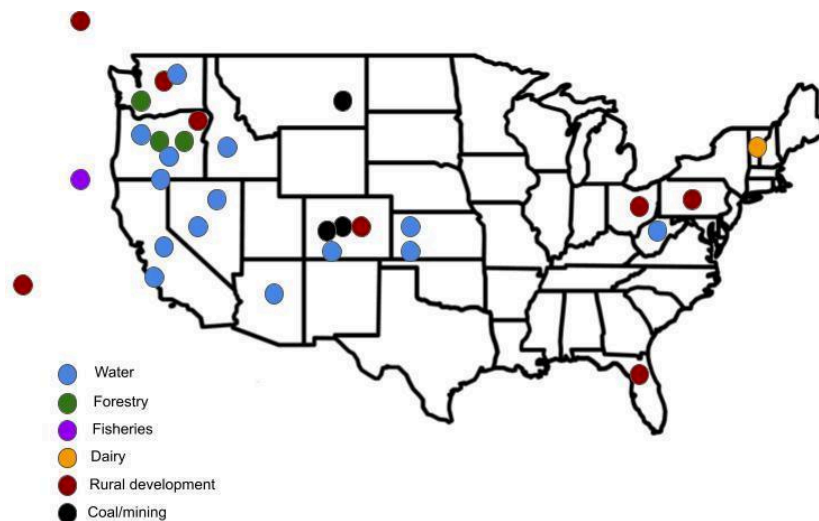 Water
Forestry
Fisheries
Dairy
Rural development
Coal/mining